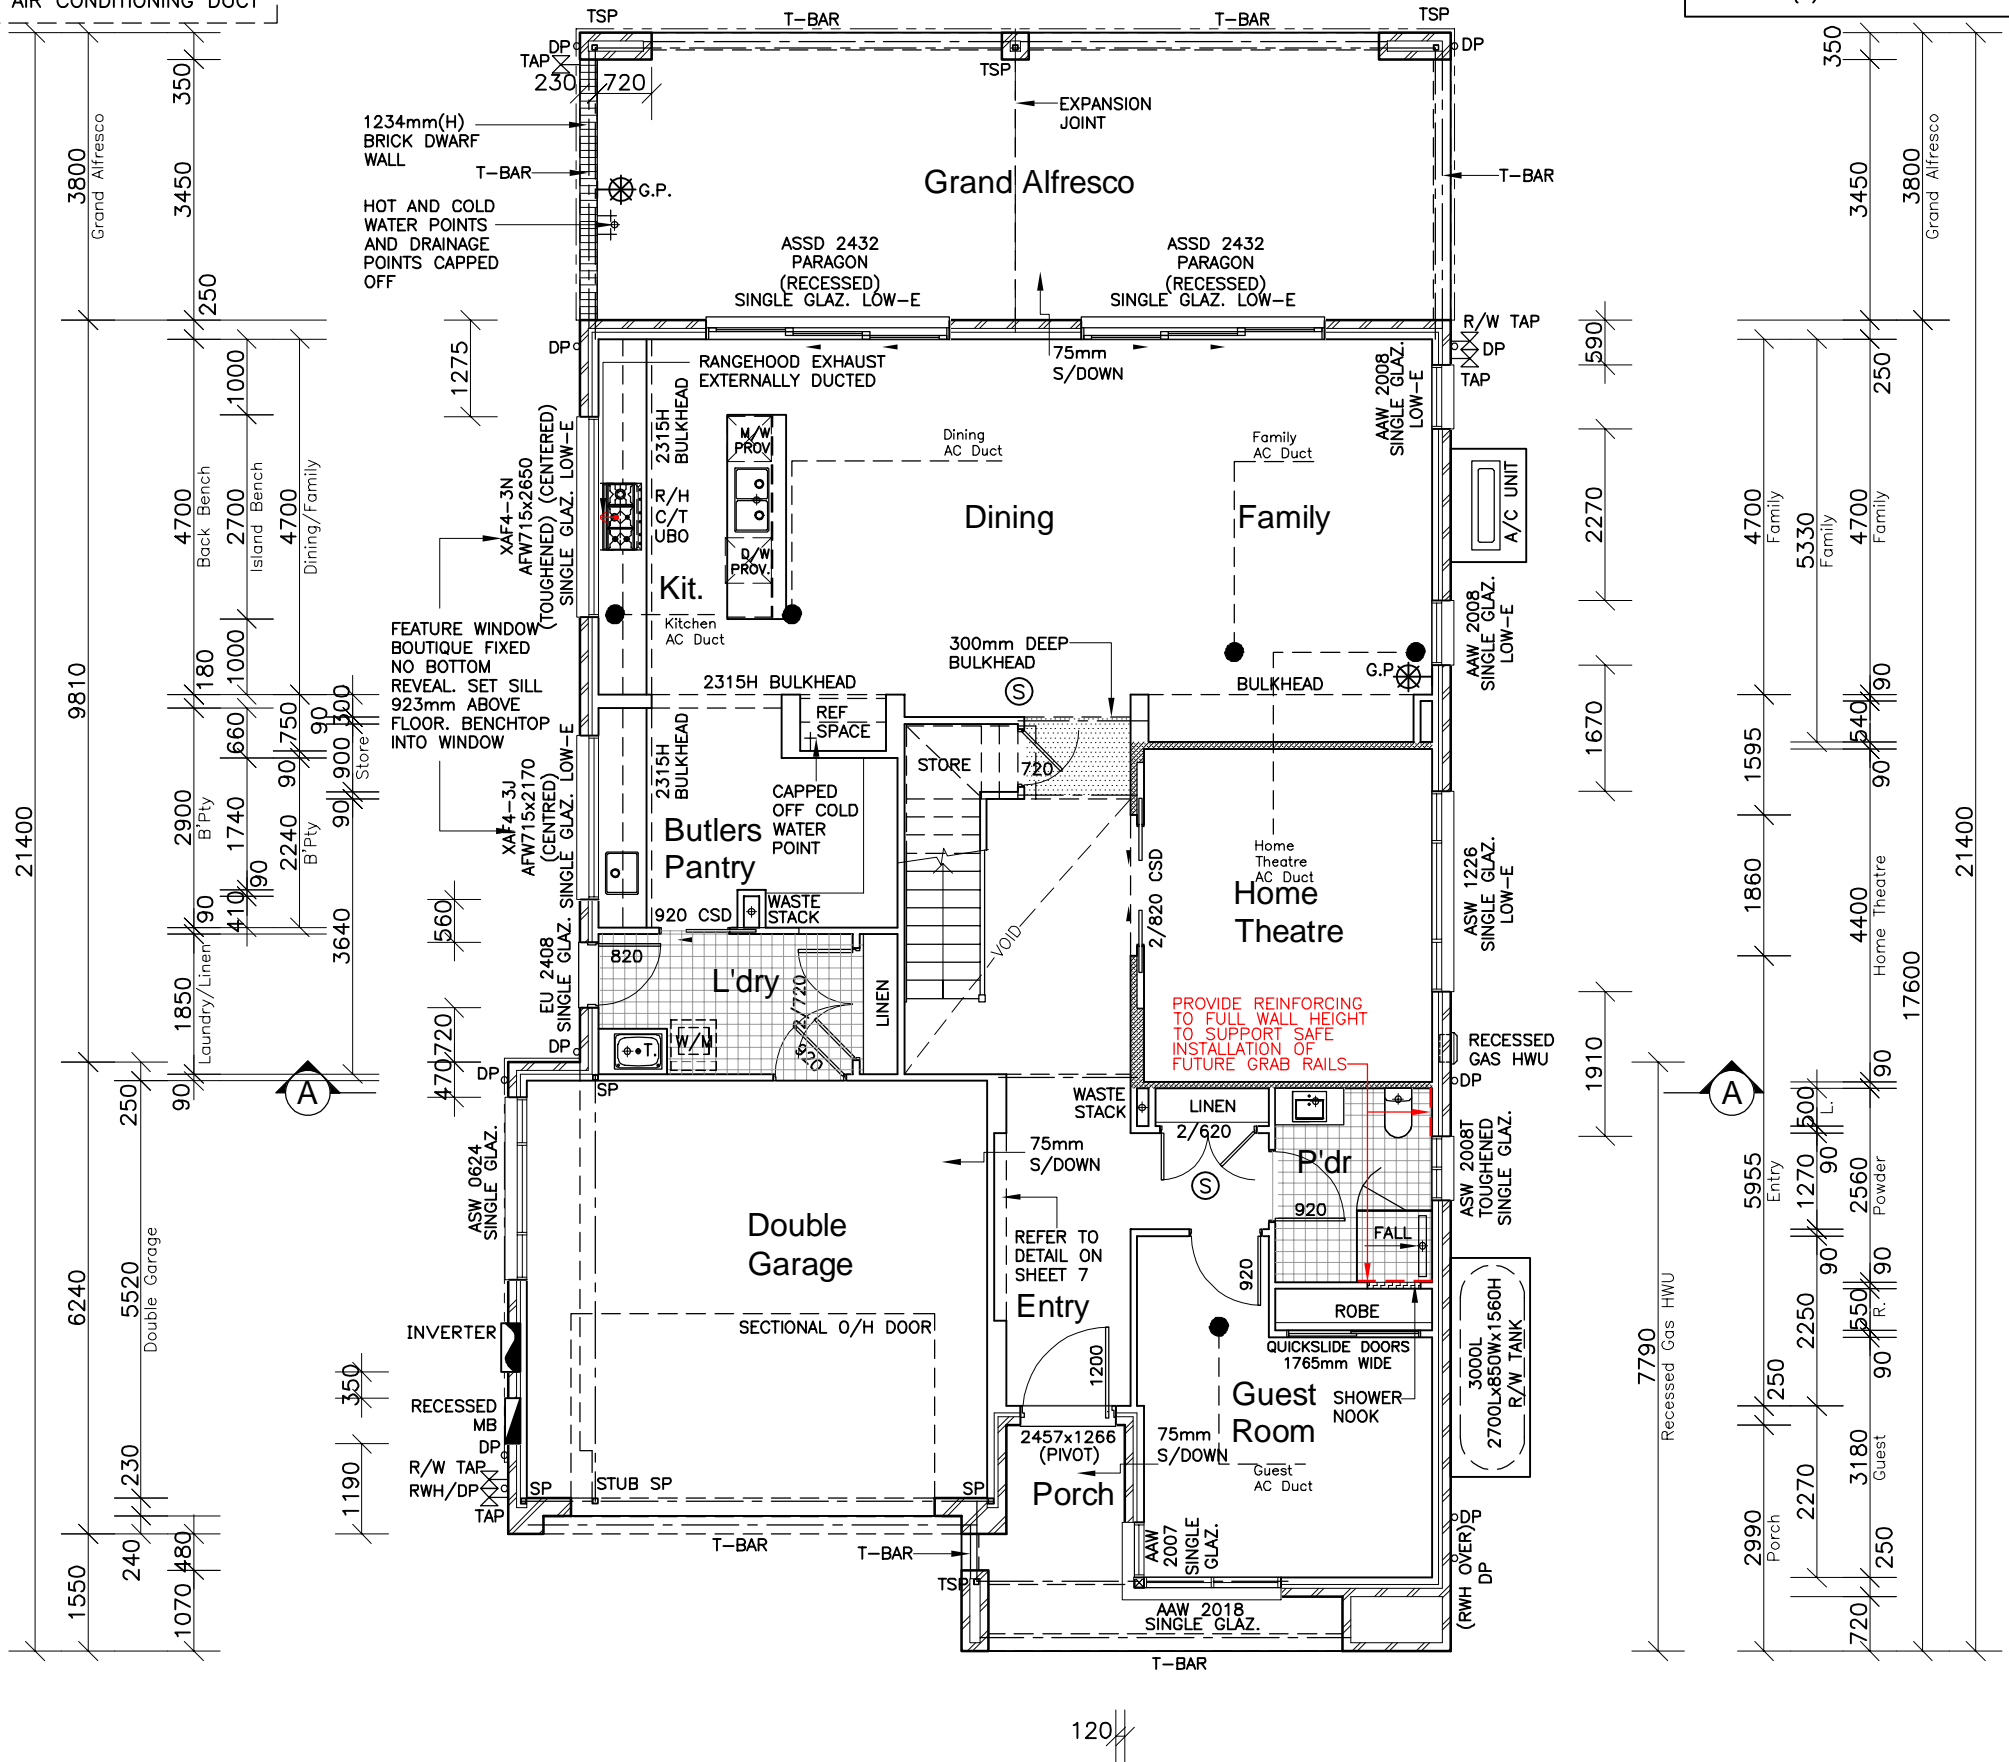 AIR CONDITIONING DUCT
TSP
T-BAR
T-BAR
TSP
DP
TAP
230
720
TSP
DP
EXPANSION
JOINT
1234mm(H)
BRICK DWARF
WALL
T-BAR
G.P.
HOT AND COLD
WATER POINTS
AND DRAINAGE
POINTS CAPPED
OFF
Grand Alfresco
T-BAR
ASSD 2432
PARAGON
(RECESSED)
SINGLE GLAZ. LOW-E
ASSD 2432
PARAGON
(RECESSED)
SINGLE GLAZ. LOW-E
DP
RANGEHOOD EXHAUST
EXTERNALLY DUCTED
75mm
S/DOWN
R/W TAP
DP
TAP
AAW 2008
SINGLE GLAZ.
LOW-E
2315H
BULKHEAD
M/W
PROV.
Dining
AC Duct
Family
AC Duct
A/C UNIT
XAF4-3N
AFW715x2650
(TOUGHENED) (CENTERED)
SINGLE GLAZ. LOW-E
R/H
C/T
UBO
D/W
PROV.
Dining
Family
Kit.
Kitchen
AC Duct
FEATURE WINDOW
BOUTIQUE FIXED
NO BOTTOM
REVEAL. SET SILL
923mm ABOVE
FLOOR. BENCHTOP
INTO WINDOW
300mm DEEP
BULKHEAD
S
G.P.
BULKHEAD
AAW 2008
SINGLE GLAZ.
LOW-E
2315H BULKHEAD
REF
SPACE
2315H
BULKHEAD
STORE
720
XAF4-3J
AFW715x2170
(CENTRED)
SINGLE GLAZ. LOW-E
CAPPED
OFF COLD
WATER
POINT
Butlers
Pantry
VOID
2/820 CSD
Home
Theatre
AC Duct
Home
Theatre
ASW 1226
SINGLE GLAZ.
LOW-E
WASTE
STACK
920 CSD
820
L'dry
2/720
820
LINEN
EU 2408
SINGLE GLAZ.
DP
W/M
T.
PROVIDE REINFORCING
TO FULL WALL HEIGHT
TO SUPPORT SAFE
INSTALLATION OF
FUTURE GRAB RAILS
RECESSED
GAS HWU
DP
A
A
DP
SP
WASTE
STACK
LINEN
2/620
S
P'dr
920
FALL
ASW 2008T
TOUGHENED
SINGLE GLAZ.
75mm
S/DOWN
ASW 0624
SINGLE GLAZ.
Double
Garage
REFER TO
DETAIL ON
SHEET 7
Entry
920
ROBE
QUICKSLIDE DOORS
1765mm WIDE
3000L
2700Lx850Wx1560H
R/W TANK
INVERTER
SECTIONAL O/H DOOR
1200
RECESSED
MB
Guest
Room
SHOWER
NOOK
DP
R/W TAP
RWH/DP
TAP
SP
STUB SP
SP
2457x1266
(PIVOT)
75mm
S/DOWN
Porch
Guest
AC Duct
DP
T-BAR
T-BAR
TSP
AAW
2007
SINGLE
GLAZ.
AAW 2018
SINGLE GLAZ.
(RWH OVER)
DP
T-BAR
120
21400
3800
Grand Alfresco
9810
6240
1550
350
3450
250
4700
Back Bench
180
2900
B'Pty
90
1850
Laundry/Linen
90
250
5520
Double Garage
230
240
480
1070
1000
2700
Island Bench
1000
660
1740
90
410
4700
Dining/Family
750
90
2240
B'Pty
300
90
900
Store
90
3640
1275
560
720
470
350
1190
590
2270
1670
1910
7790
Recessed Gas HWU
4700
Family
1595
1860
5955
Entry
250
2990
Porch
5330
Family
500
L.
90
1270
90
2250
2270
350
3450
250
4700
Family
90
540
90
4400
Home Theatre
90
2560
Powder
90
550
R.
90
3180
Guest
250
720
3800
Grand Alfresco
17600
21400